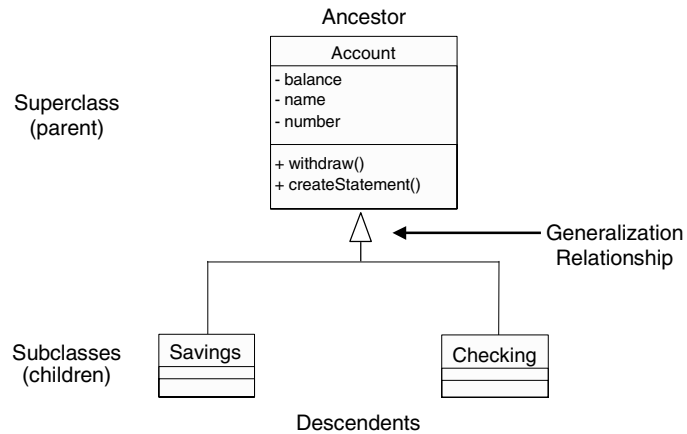 Ancestor
Account
- balance
- name
- number
+ withdraw()
+ createStatement()
Superclass
(parent)
Generalization
Relationship
Subclasses
(children)
Savings
Checking
Descendents